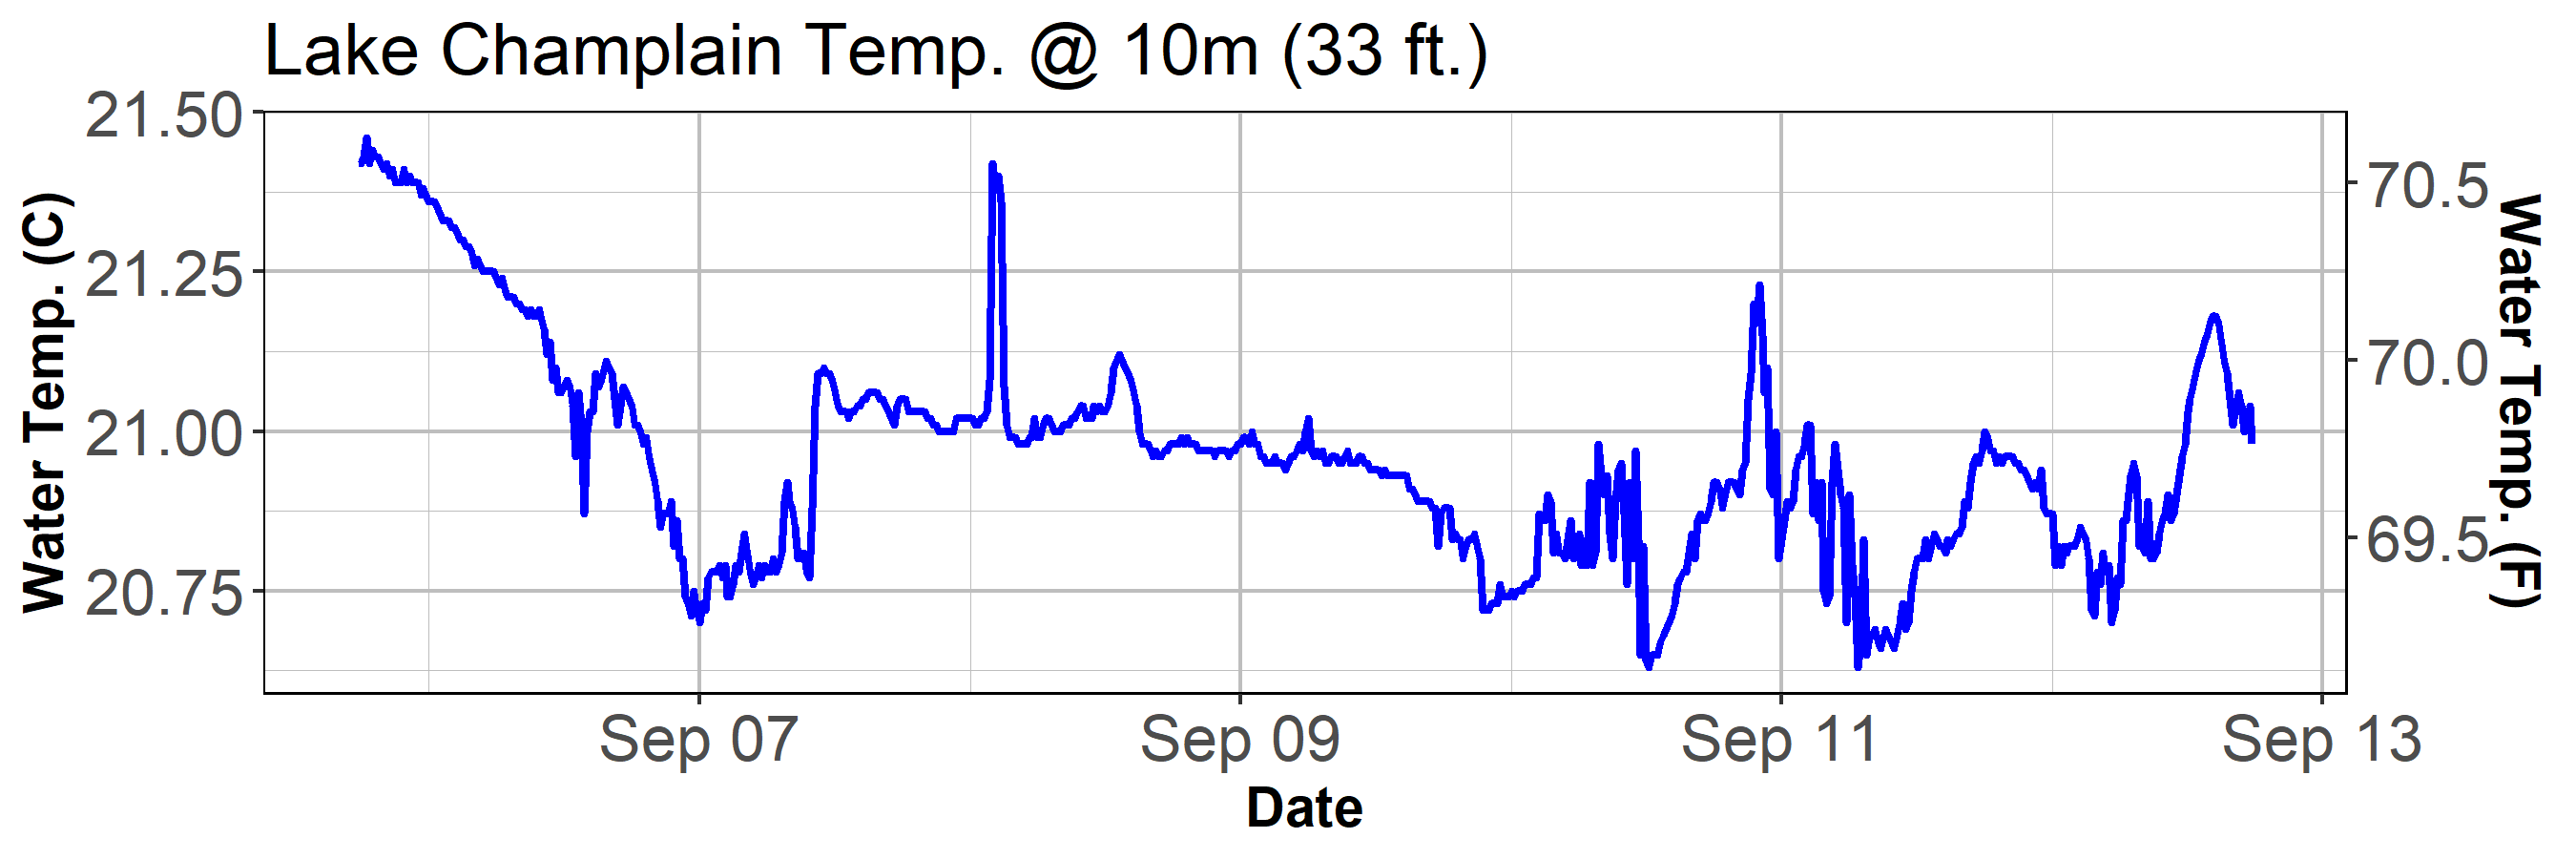 Lake Champlain Temp. @ 10m (33 ft.)
Water Temp. (C)
21.50
21.25
21.00
20.75
70.5
70.0
69.5
Water Temp. (F)
Sep 07
Sep 09
Sep 11
Sep 13
Date